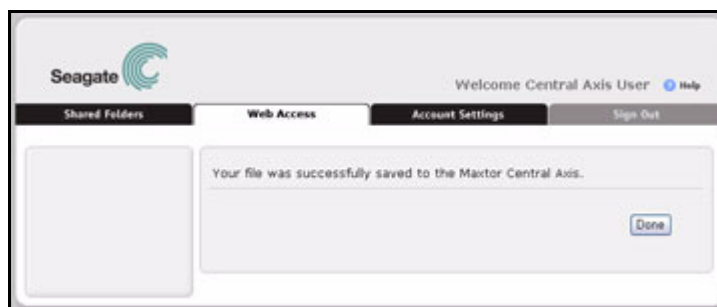 Seagate
Welcome Central Axis User ? Help
Shared Folders Web Access Account Settings Sign Out
Your file was successfully saved to the Maxtor Central Axis.
Done